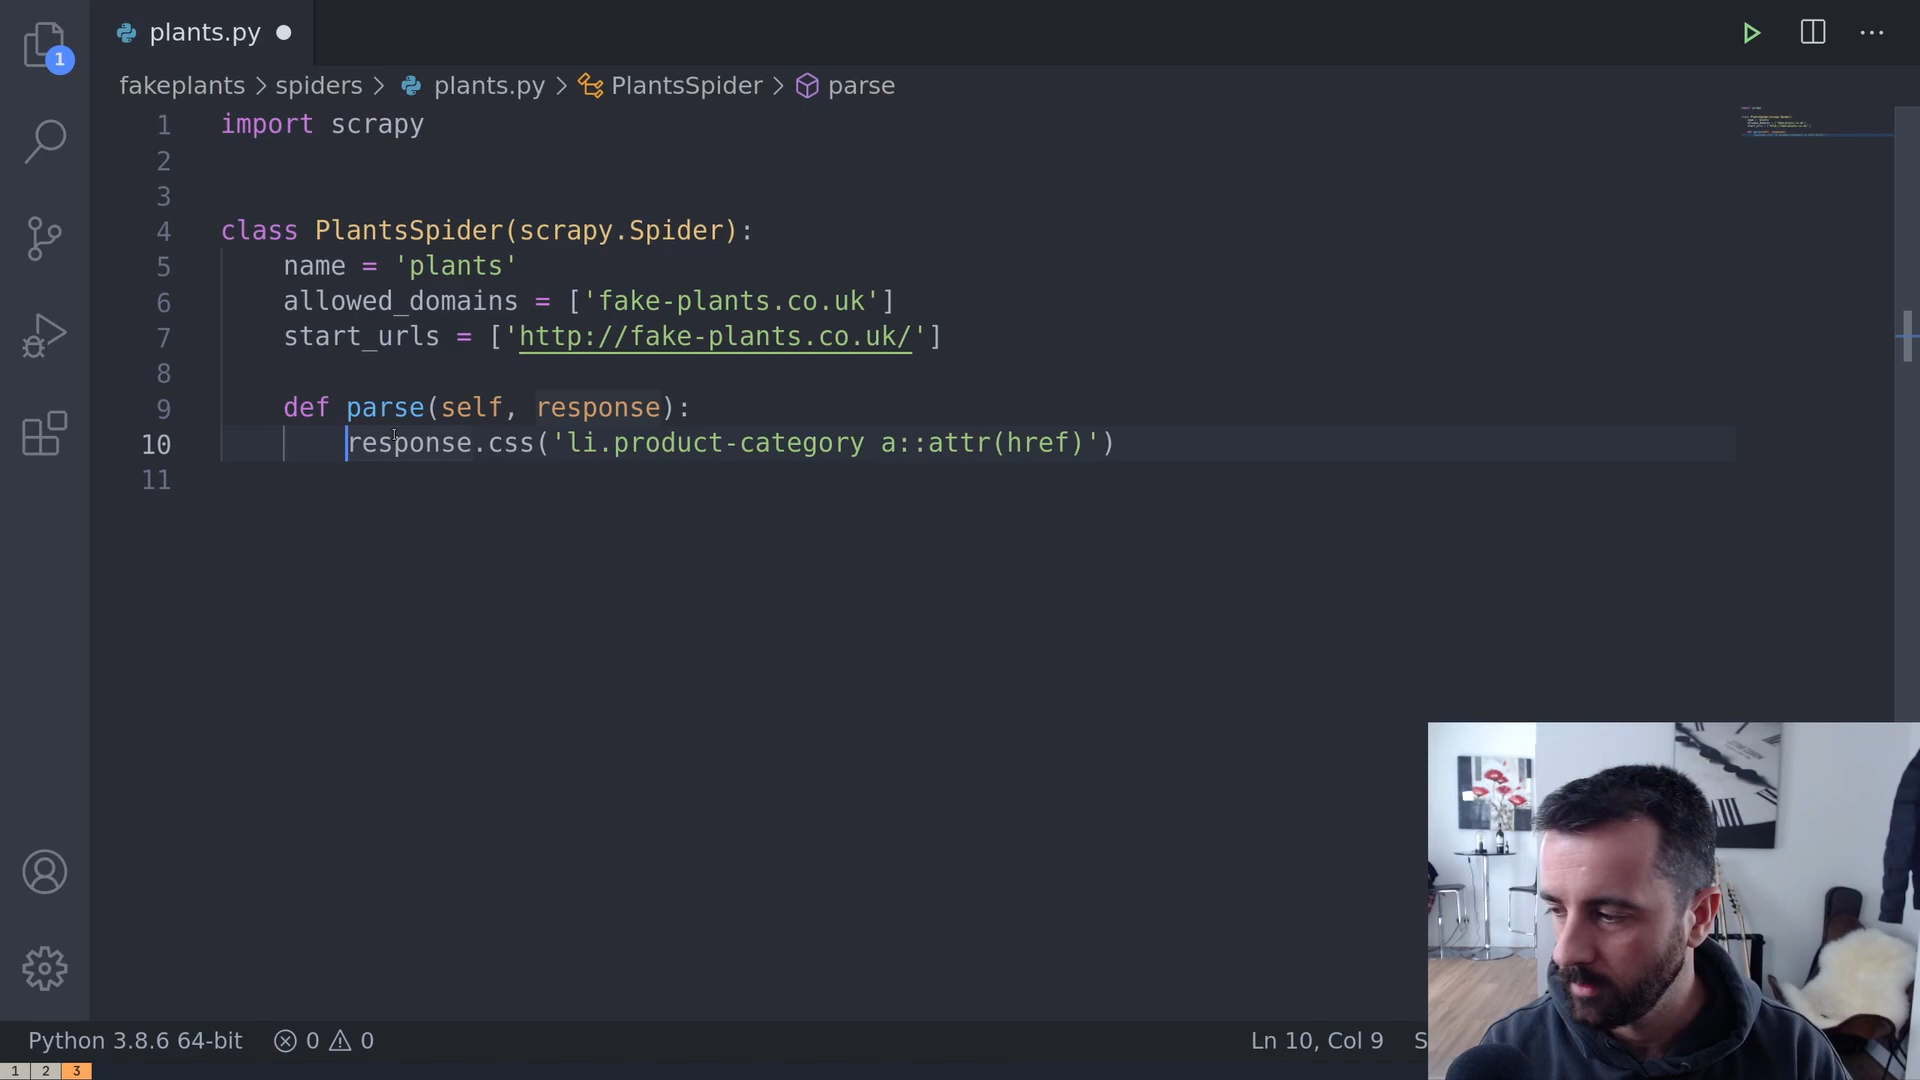 plants.py
1
fakeplants > spiders > plants.py > PlantsSpider > parse
1 import scrapy
2
3
4 class PlantsSpider(scrapy.Spider):
5 name = 'plants'
6 allowed_domains = ['fake-plants.co.uk']
7 start_urls = ['http://fake-plants.co.uk/']
8
9 def parse(self, response):
10 response.css('li.product-category a::attr(href)')
11
Python 3.8.6 64-bit 0 0 Ln 10, Col 9 S
1 2 3